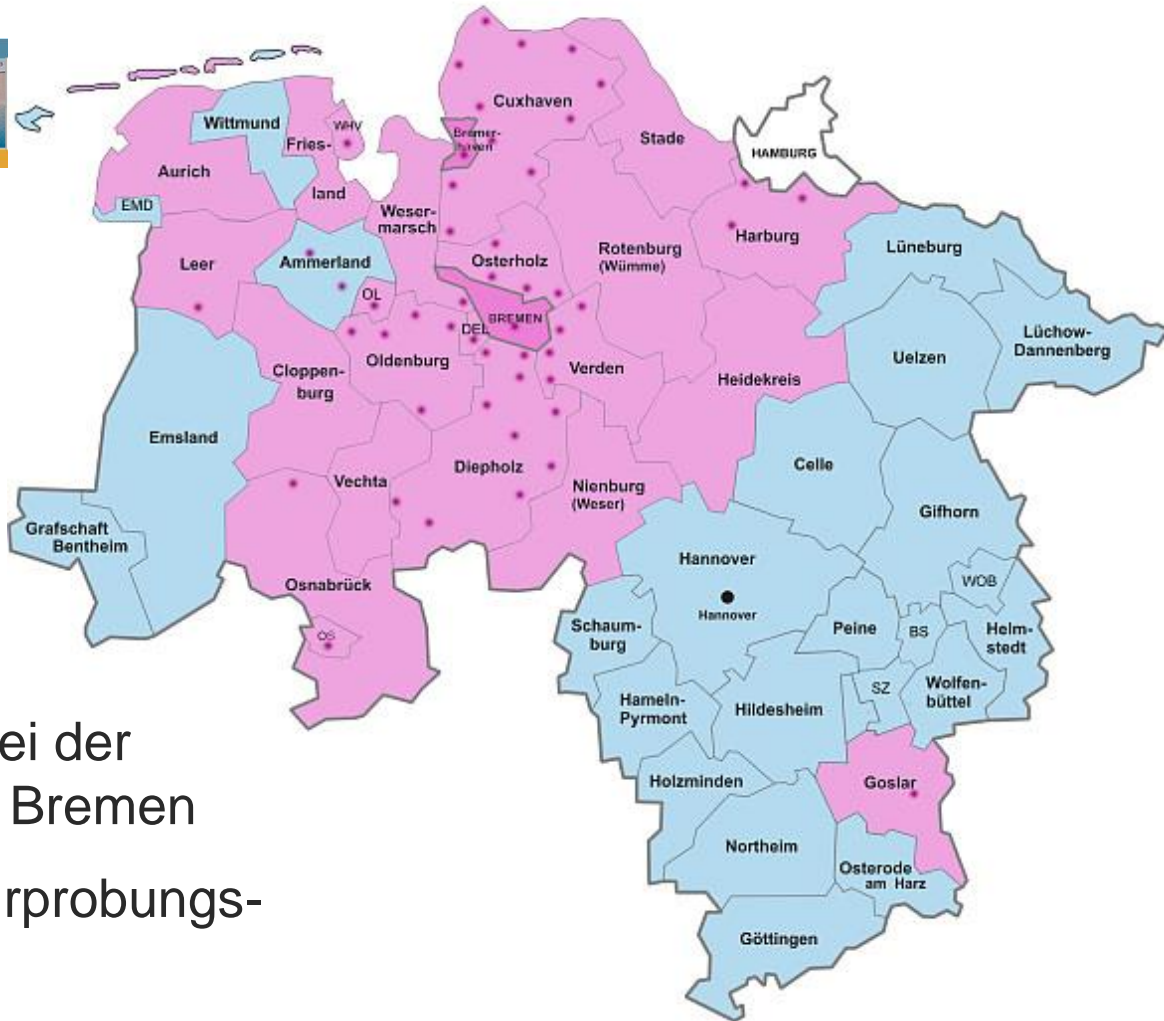 Cuxhaven
Bremer-
haven
Stade
HAMBURG
Wittmund
WHV
Fries-
land
Aurich
EMD
Weser-
marsch
Leer
Ammerland
OL
Osterholz
Rotenburg
(Wümme)
Harburg
Lüneburg
BREMEN
DEL
Oldenburg
Cloppen-
burg
Verden
Heidekreis
Uelzen
Lüchow-
Dannenberg
Emsland
Vechta
Diepholz
Nienburg
(Weser)
Celle
Gifhorn
Grafschaft
Bentheim
Osnabrück
OS
Hannover
Hannover
WOB
Schaum-
burg
Peine
BS
Helm-
stedt
Hameln-
Pyrmont
Hildesheim
SZ
Wolfen-
büttel
Holzminden
Goslar
Northeim
Osterode
am Harz
Göttingen
ei der
Bremen
rprobungs-